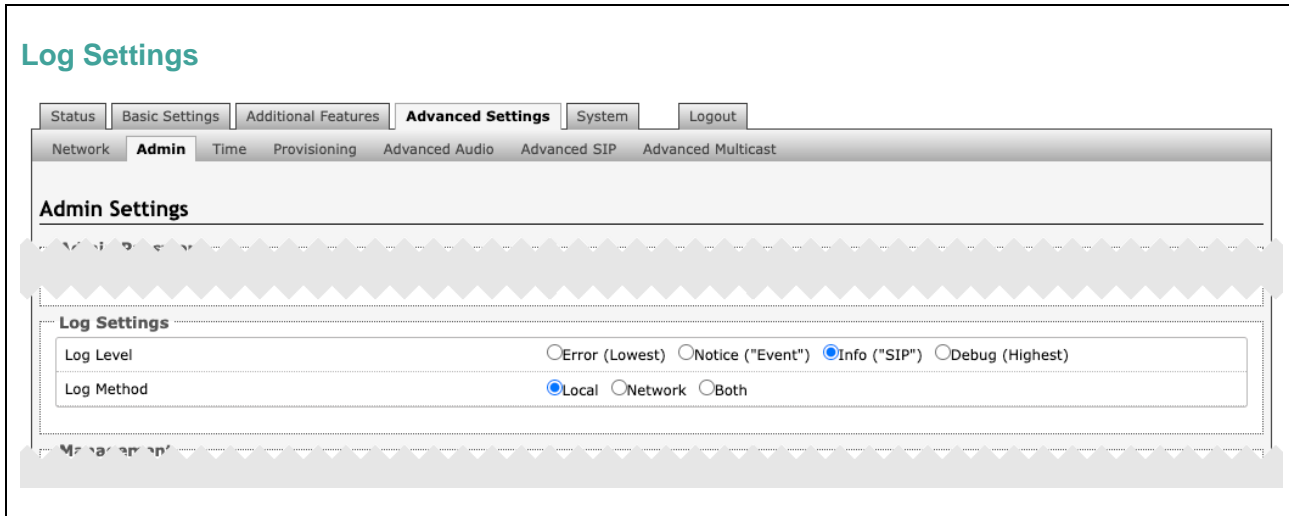 Log Settings
Status Basic Settings Additional Features Advanced Settings System Logout
Network Admin Time Provisioning Advanced Audio Advanced SIP Advanced Multicast
Admin Settings
Log Settings
Log Level Error (Lowest) Notice ("Event") Info ("SIP") Debug (Highest)
Log Method Local Network Both